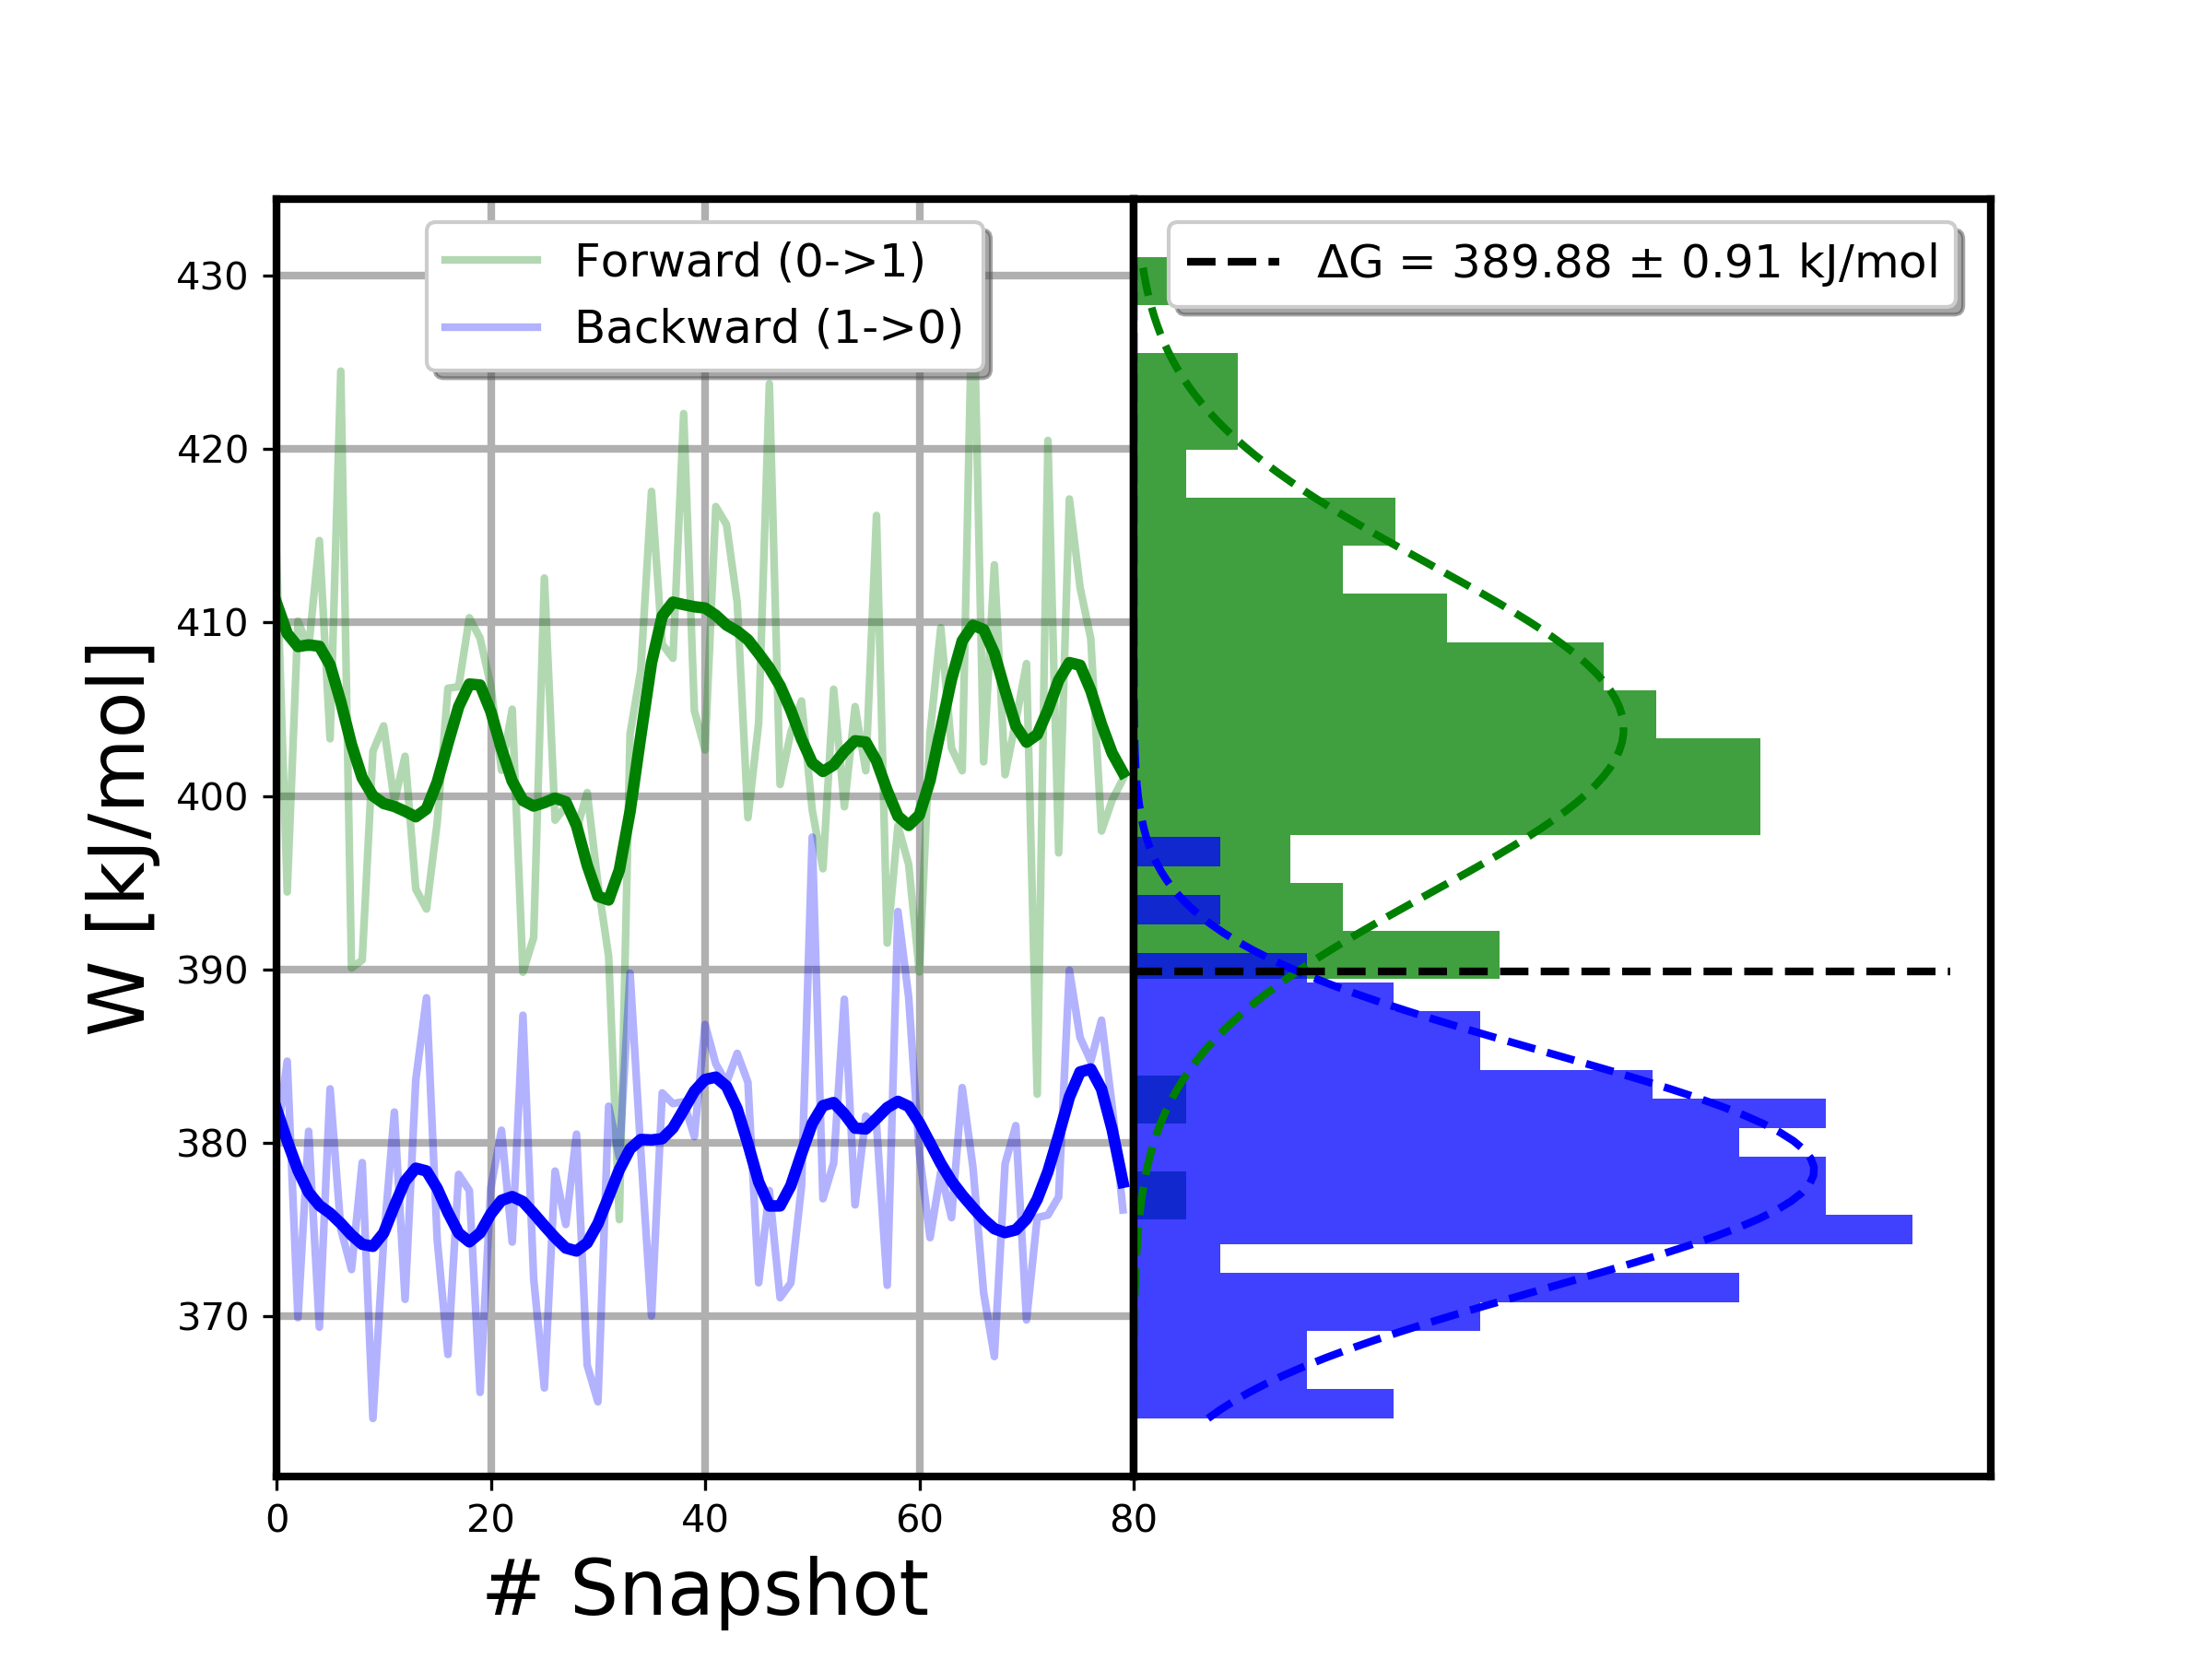 Forward (0->1)
Backward (1->0)
ΔG = 389.88 ± 0.91 kJ/mol
W [kJ/mol]
430
420
410
400
390
380
370
0 20 40 60 80
# Snapshot